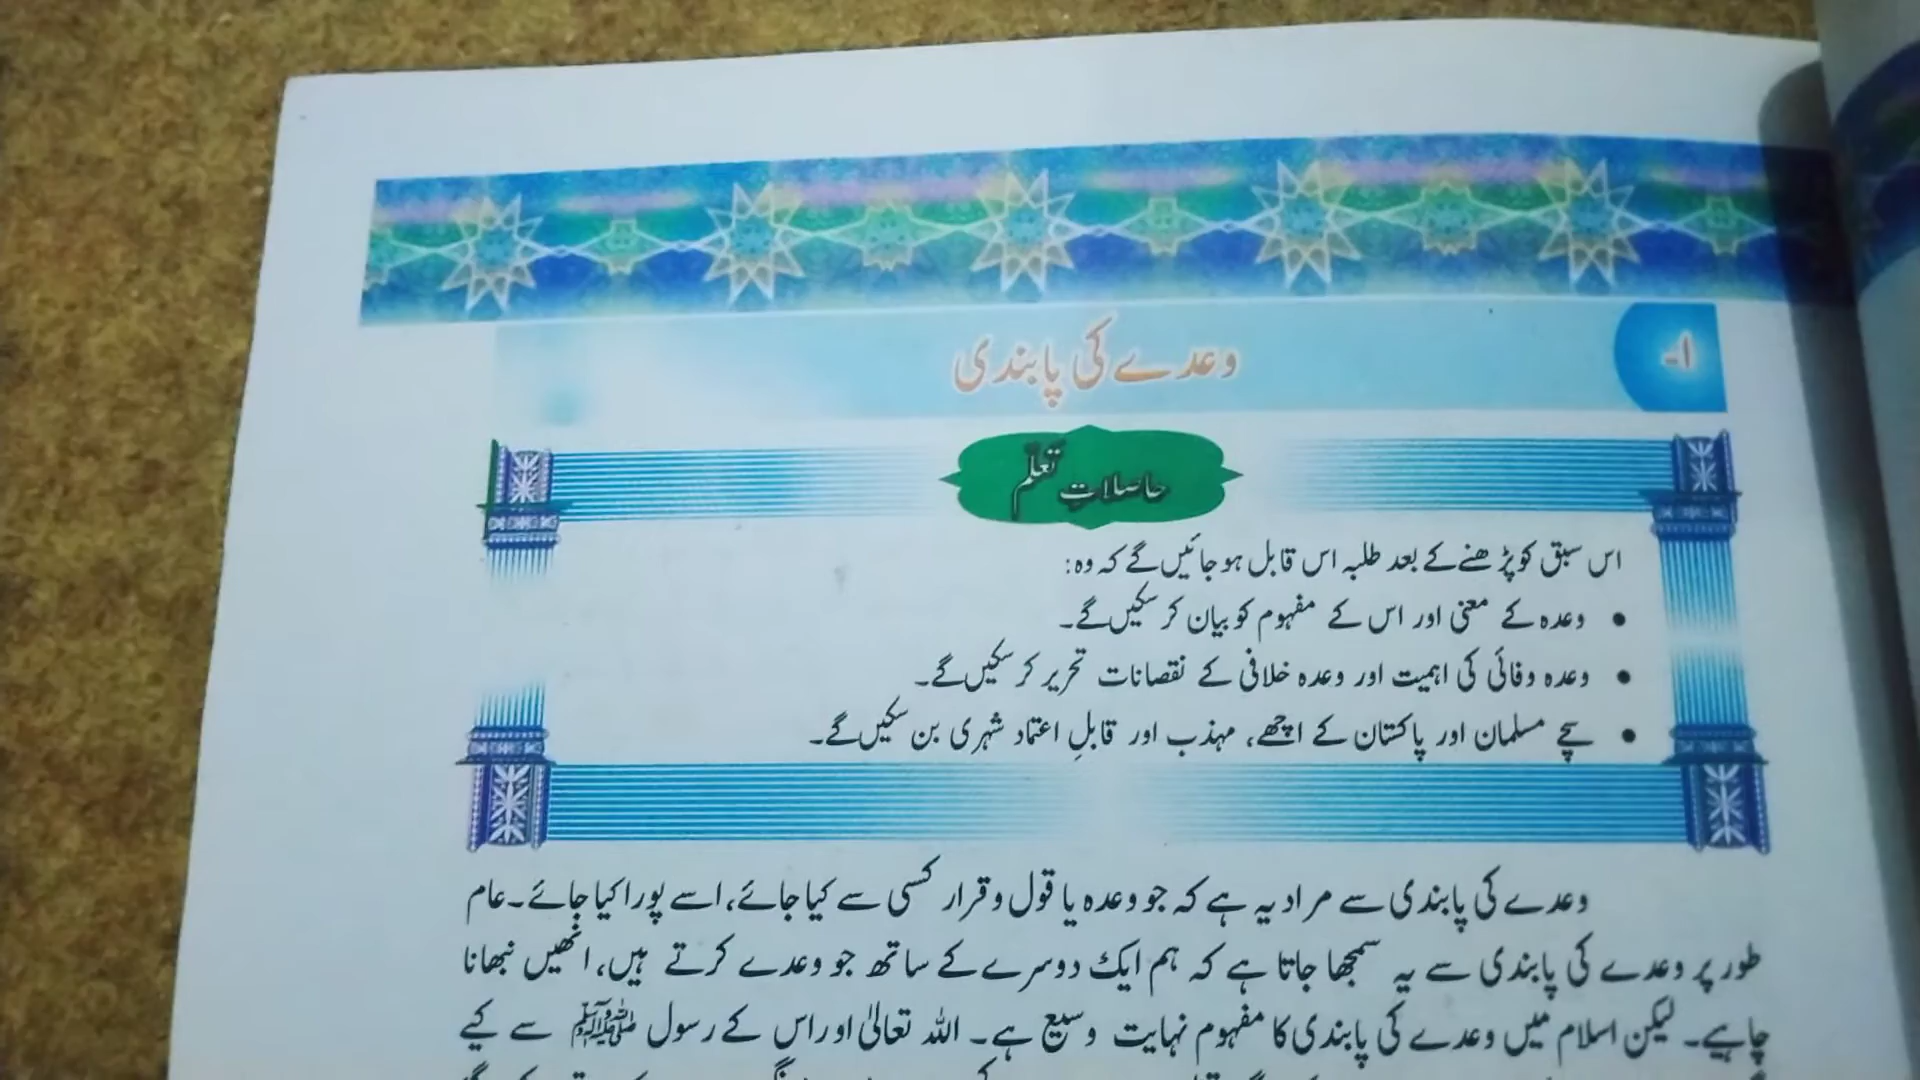 ۱-
وعدے کی پابندی
حاصلاتِ تعلّم
اس سبق کو پڑھنے کے بعد طلبہ اس قابل ہو جائیں گے کہ وہ:
• وعدہ کے معنی اور اس کے مفہوم کو بیان کر سکیں گے۔
• وعدہ وفائی کی اہمیت اور وعدہ خلافی کے نقصانات تحریر کر سکیں گے۔
• سچے مسلمان اور پاکستان کے اچھے، مہذب اور قابلِ اعتماد شہری بن سکیں گے۔
وعدے کی پابندی سے مراد یہ ہے کہ جو وعدہ یا قول و قرار کسی سے کیا جائے، اسے پورا کیا جائے۔ عام
طور پر وعدے کی پابندی سے یہ سمجھا جاتا ہے کہ ہم ایک دوسرے کے ساتھ جو وعدے کرتے ہیں، انھیں نبھانا
چاہیے۔ لیکن اسلام میں وعدے کی پابندی کا مفہوم نہایت وسیع ہے۔ اللہ تعالیٰ اور اس کے رسول ﷺ سے کیے